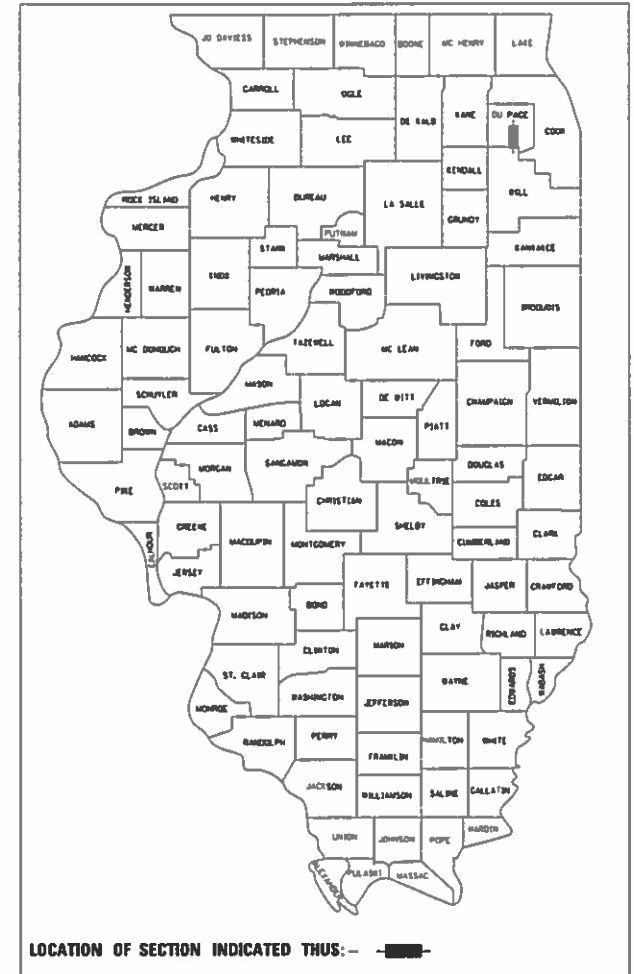 JO DAVIESS STEPHENSON WINNEBAGO BOONE MC HENRY LAKE
CARROLL OGLE DE KALB KANE DU PAGE COOK
WHITESIDE LEE
KENDALL WILL
ROCK ISLAND HENRY BUREAU LA SALLE
MERCER GRUNDY
PUTNAM
STARK MARSHALL KANKAKEE
HENDERSON WARREN KNOX PEORIA WOODFORD LIVINGSTON
IROQUOIS
HANCOCK MC DONOUGH FULTON TAZEWELL MC LEAN FORD
MASON
SCHUYLER LOGAN DE WITT CHAMPAIGN VERMILION
ADAMS BROWN CASS MENARD MACON PIATT
MORGAN SANGAMON DOUGLAS
PIKE SCOTT CHRISTIAN MOULTRIE COLES EDGAR
GREENE MACOUPIN MONTGOMERY SHELBY CUMBERLAND CLARK
CALHOUN JERSEY FAYETTE EFFINGHAM JASPER CRAWFORD
MADISON BOND
CLAY RICHLAND LAWRENCE
CLINTON MARION
ST. CLAIR WAYNE EDWARDS WABASH
WASHINGTON JEFFERSON
MONROE
RANDOLPH PERRY HAMILTON WHITE
FRANKLIN
JACKSON WILLIAMSON SALINE GALLATIN
UNION JOHNSON POPE HARDIN
ALEXANDER PULASKI MASSAC
LOCATION OF SECTION INDICATED THUS:-